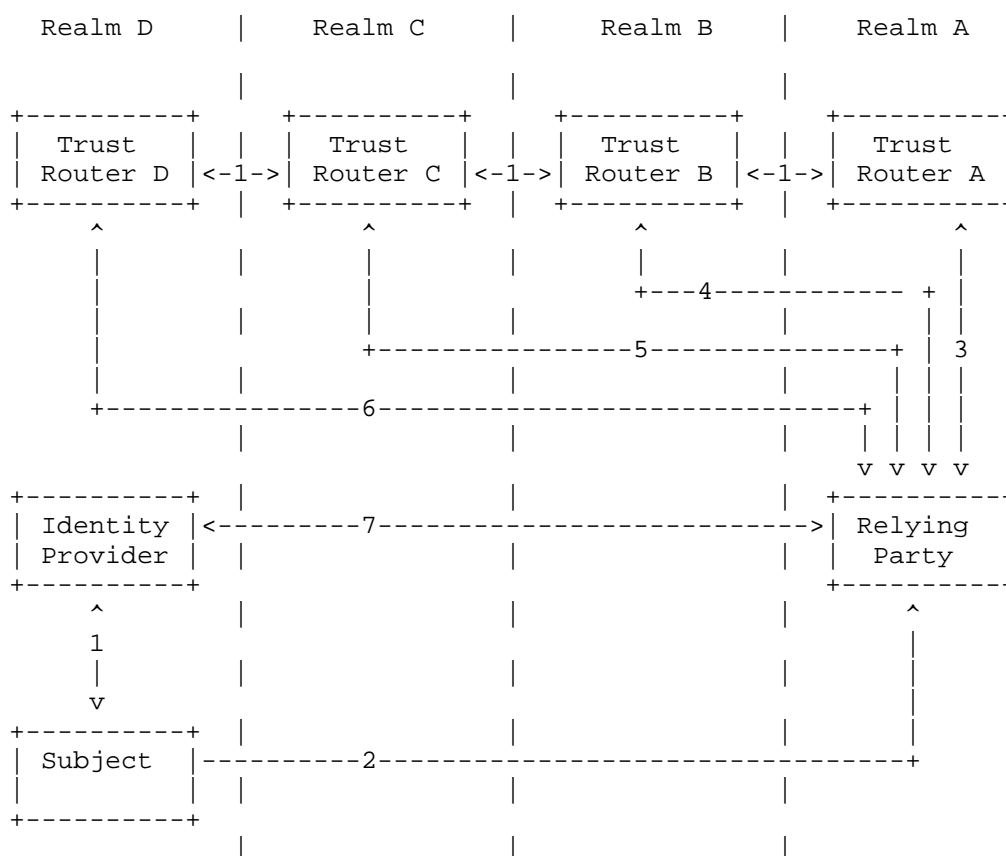 Realm D | Realm C | Realm B | Realm A
| | |
+----------+ +----------+ +----------+ +----------
| Trust | | | Trust | | | Trust | | | Trust
| Router D |<-1->| Router C |<-1->| Router B |<-1->| Router A
+----------+ | +----------+ | +----------+ | +----------
^ ^ ^ ^
| | | | | | |
| | +---4------------ + |
| | | | | | |
| +----------------5----------------+ | 3
| | | | | | |
+----------------6------------------------------+ | | |
| | | | | | |
v v v v
+----------+ | | | +----------
| Identity |<---------7--------------------------->| Relying
| Provider | | | | | Party
+----------+ +----------
^ | | | ^
1 |
| | | | |
v |
+----------+ | | | |
| Subject |----------2---------------------------------+
| | | | |
+----------+
| | |